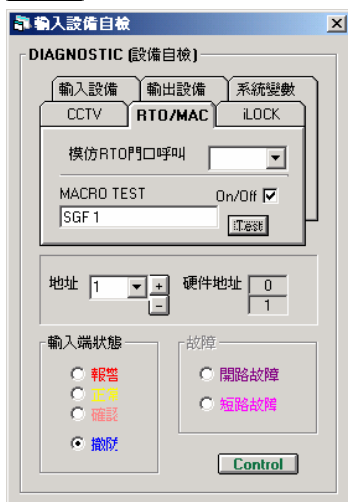 輸入設備自檢
DIAGNOSTIC (設備自檢)
輸入設備 輸出設備 系統變數
CCTV RTO/MAC iLOCK
模仿RTO門口呼叫
MACRO TEST On/Off
SGF 1 Test
地址 1 + - 硬件地址 0
1
輸入端狀態 故障
報警 開路故障
正常 短路故障
確認
撤防
Control